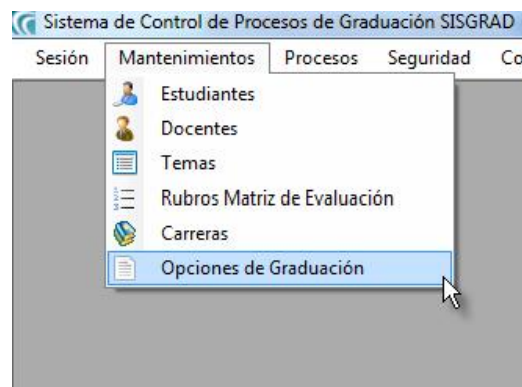 Sistema de Control de Procesos de Graduación SISGRAD
Sesión Mantenimientos Procesos Seguridad Co
Estudiantes
Docentes
Temas
Rubros Matriz de Evaluación
Carreras
Opciones de Graduación